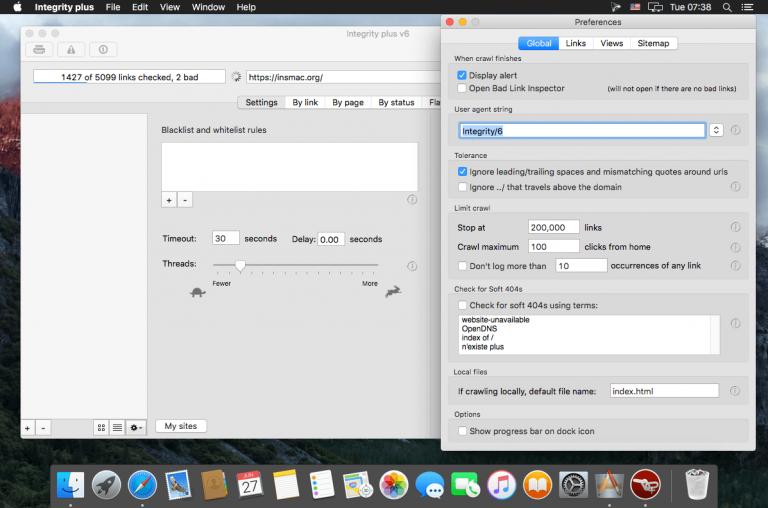 Integrity plus File Edit View Window Help Tue 07:38
Integrity plus v6
1427 of 5099 links checked, 2 bad
https://insmac.org/
Settings By link By page By status Fla
Blacklist and whitelist rules
+ -
Timeout: 30 seconds Delay: 0.00 seconds
Threads:
Fewer More
+ -
My sites
Preferences
Global Links Views Sitemap
When crawl finishes
Display alert
Open Bad Link Inspector (will not open if there are no bad links)
User agent string
Integrity/6
Tolerance
Ignore leading/trailing spaces and mismatching quotes around urls
Ignore ../ that travels above the domain
Limit crawl
Stop at 200,000 links
Crawl maximum 100 clicks from home
Don't log more than 10 occurrences of any link
Check for Soft 404s
Check for soft 404s using terms:
website-unavailable
OpenDNS
index of /
n'existe plus
Local files
If crawling locally, default file name: index.html
Options
Show progress bar on dock icon
JUN
27